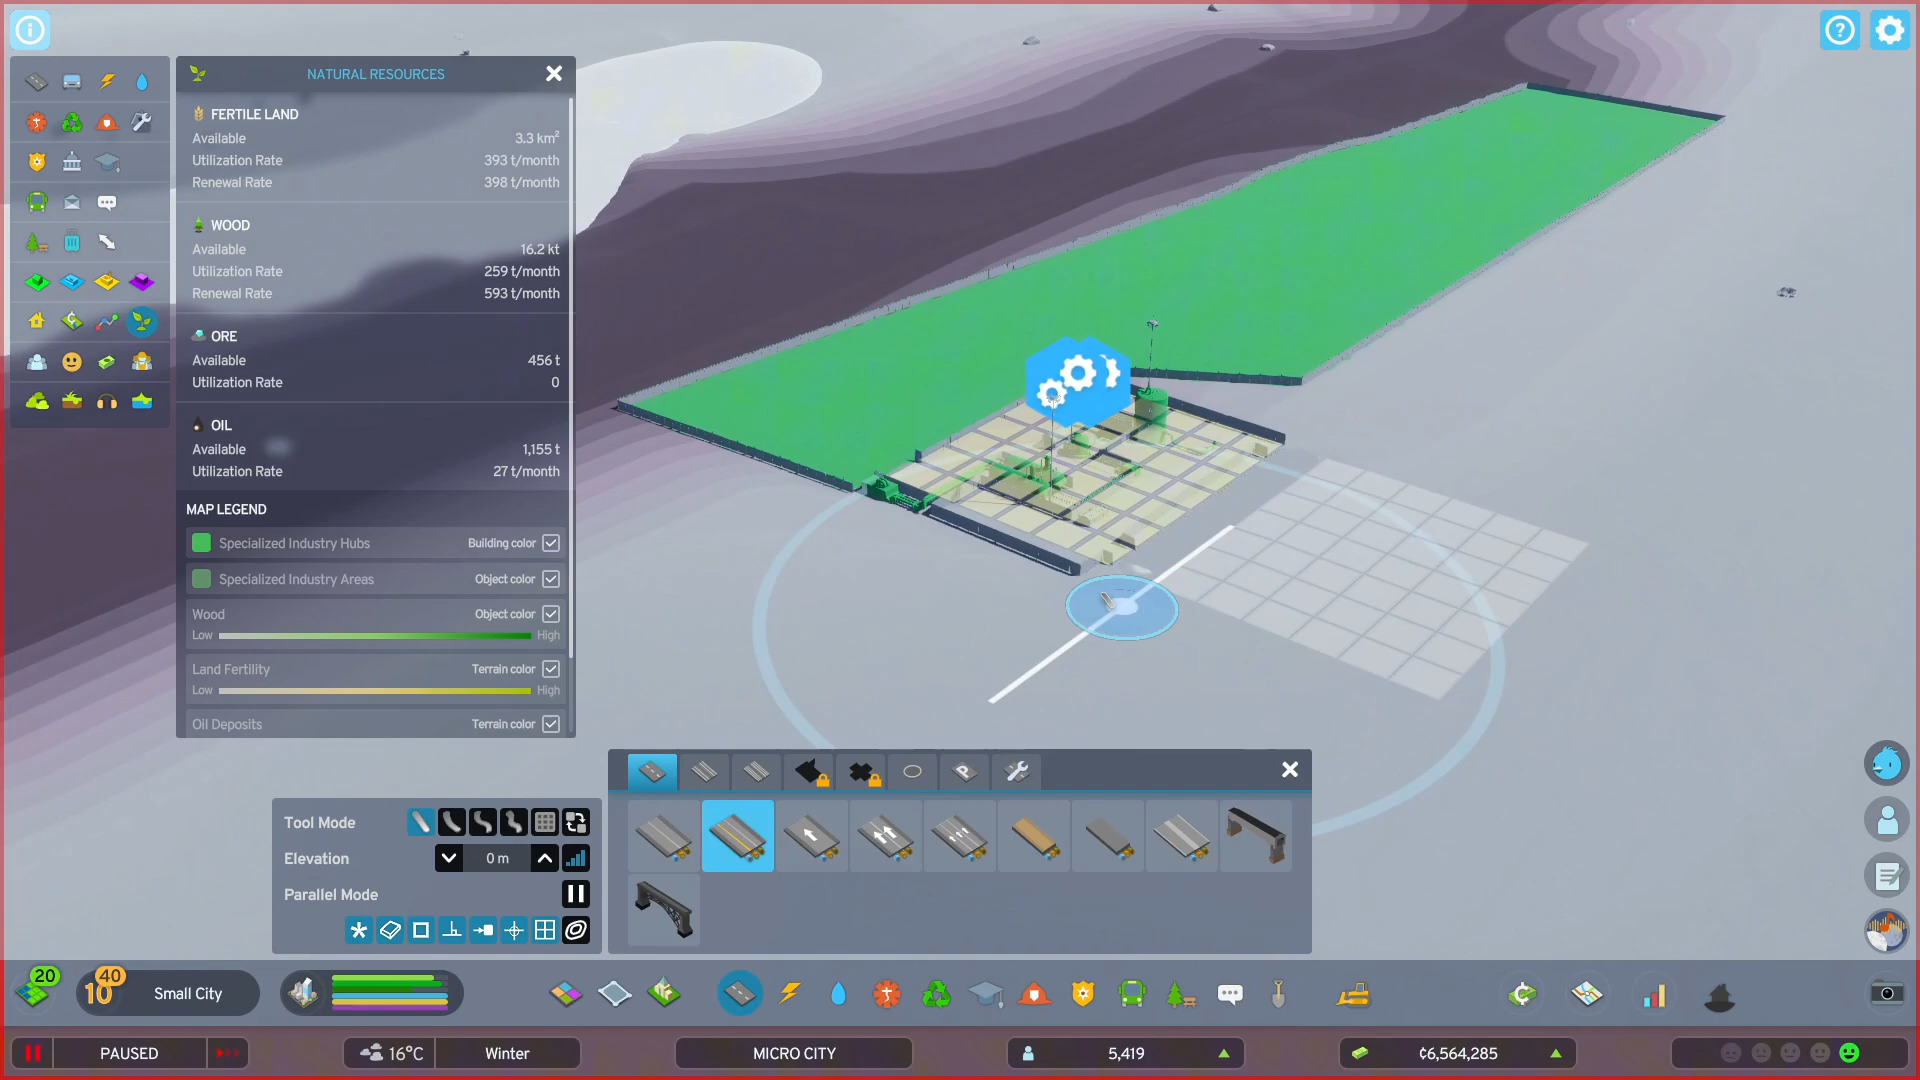 NATURAL RESOURCES
FERTILE LAND
Available 3.3 km²
Utilization Rate 393 t/month
Renewal Rate 398 t/month
WOOD
Available 16.2 kt
Utilization Rate 259 t/month
Renewal Rate 593 t/month
ORE
Available 456 t
Utilization Rate 0
OIL
Available 1,155 t
Utilization Rate 27 t/month
MAP LEGEND
Specialized Industry Hubs Building color
Specialized Industry Areas Object color
Wood Object color
Low High
Land Fertility Terrain color
Low High
Oil Deposits Terrain color
P
Tool Mode
Elevation 0 m
Parallel Mode
20
40
10 Small City
PAUSED
16°C Winter
MICRO CITY
5,419
¢6,564,285